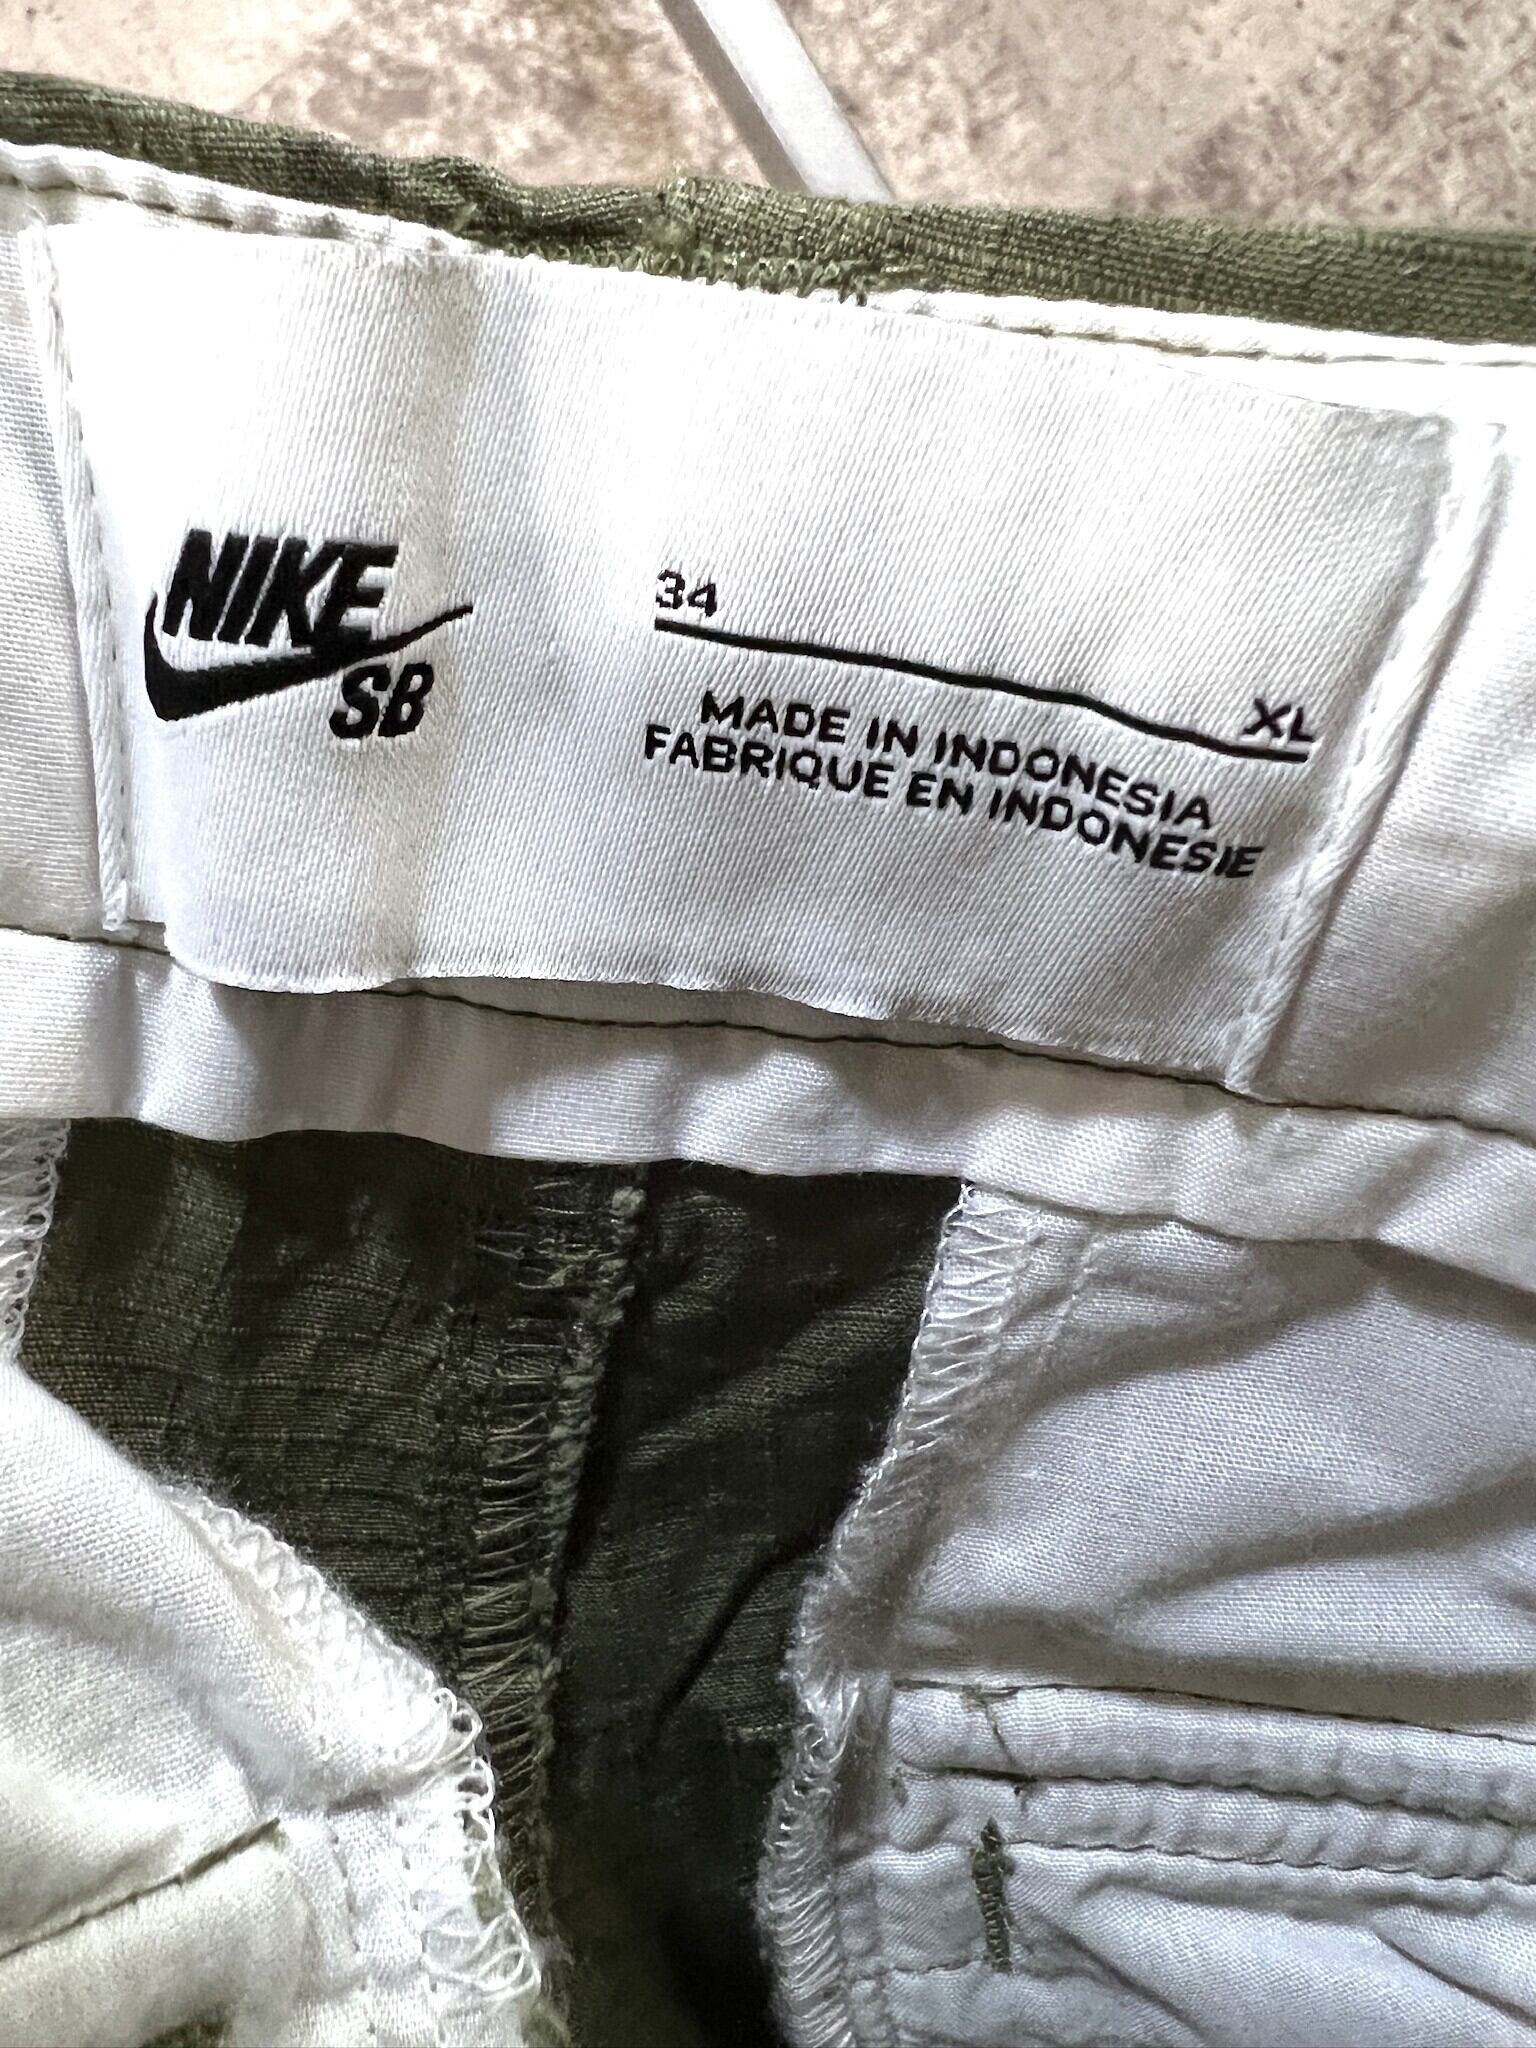 NIKE
SB
34
XL
MADE IN INDONESIA
FABRIQUE EN INDONESIE